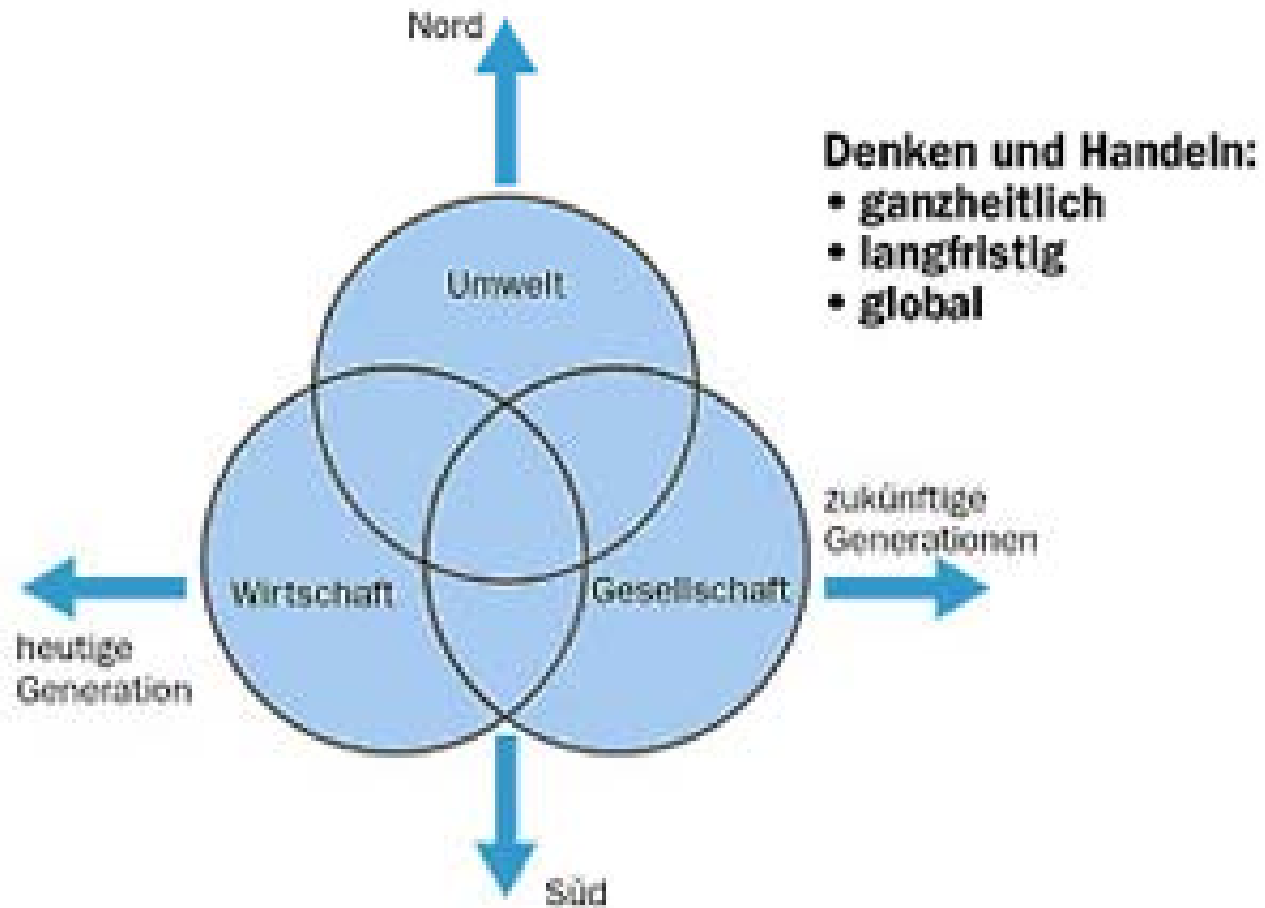 Nord
Denken und Handeln:
• ganzheitlich
• langfristig
• global
Umwelt
zukünftige
Generationen
Wirtschaft
Gesellschaft
heutige
Generation
Süd